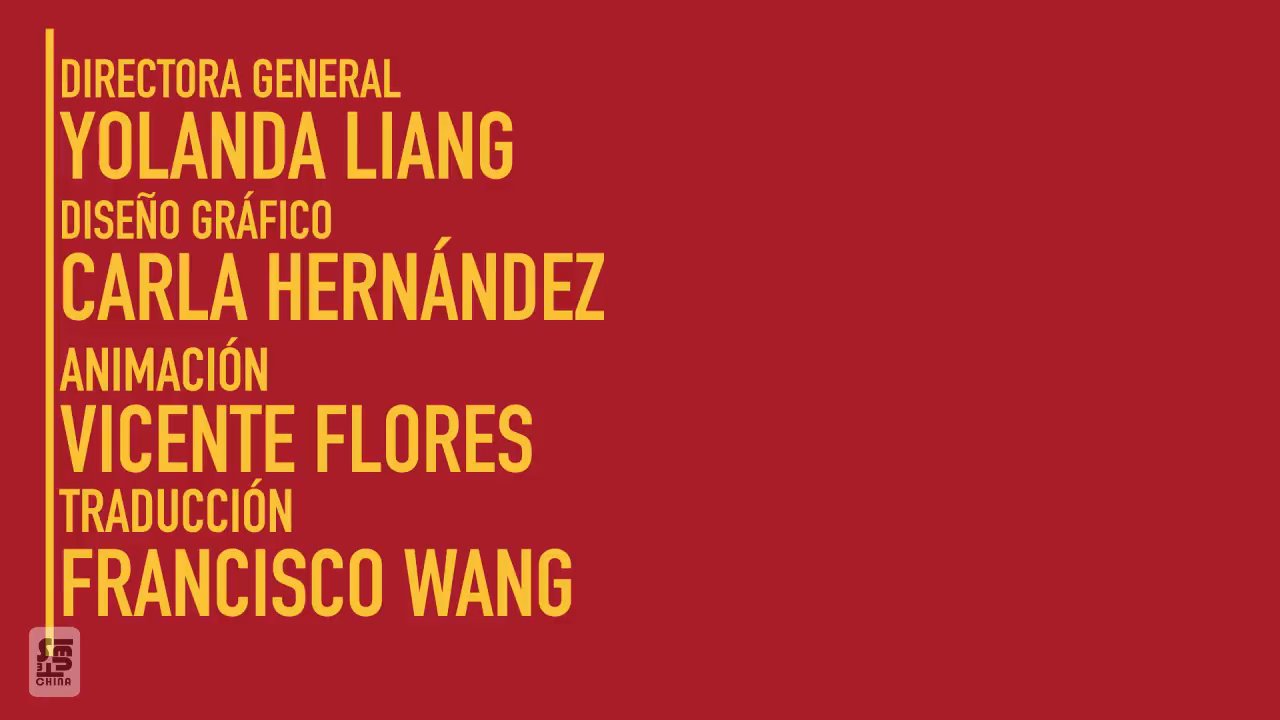 DIRECTORA GENERAL
YOLANDA LIANG
DISEÑO GRÁFICO
CARLA HERNÁNDEZ
ANIMACIÓN
VICENTE FLORES
TRADUCCIÓN
FRANCISCO WANG
CHINA